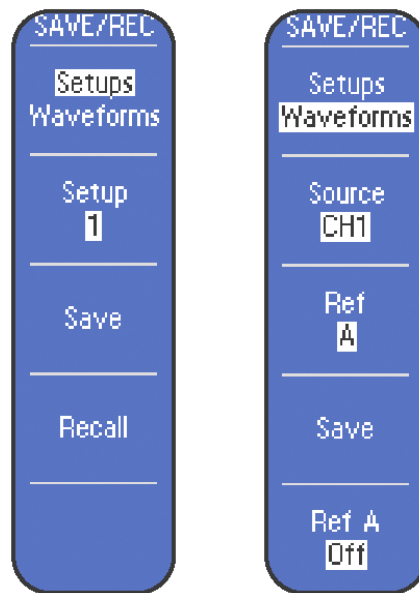 SAVE/REC
Setups
Waveforms
Setup
1
Save
Recall
SAVE/REC
Setups
Waveforms
Source
CH1
Ref
A
Save
Ref A
Off